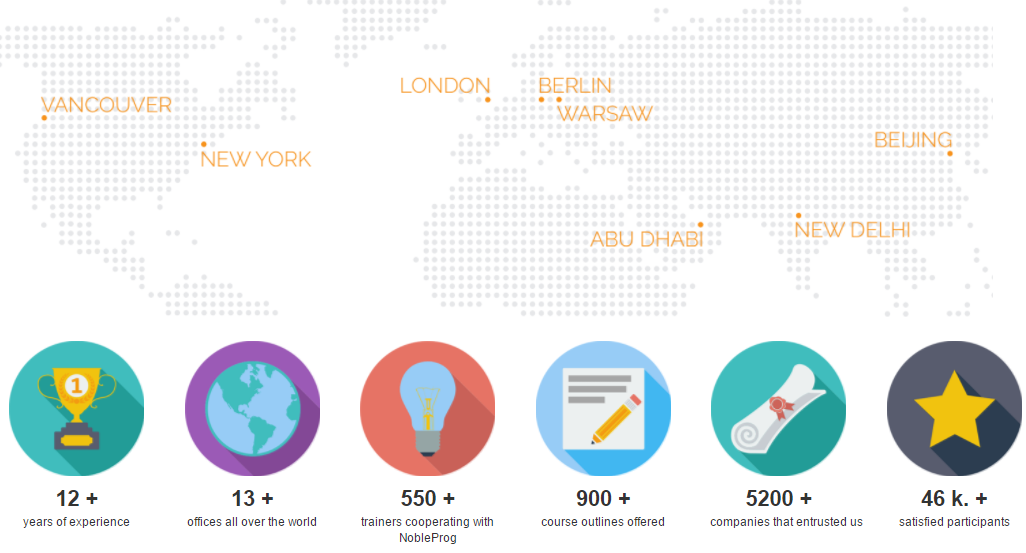 LONDON
BERLIN
VANCOUVER
WARSAW
BEIJING
NEW YORK
ABU DHABI
NEW DELHI
1
12 +
years of experience
13 +
offices all over the world
550 +
trainers cooperating with
NobleProg
900 +
course outlines offered
5200 +
companies that entrusted us
46 k. +
satisfied participants